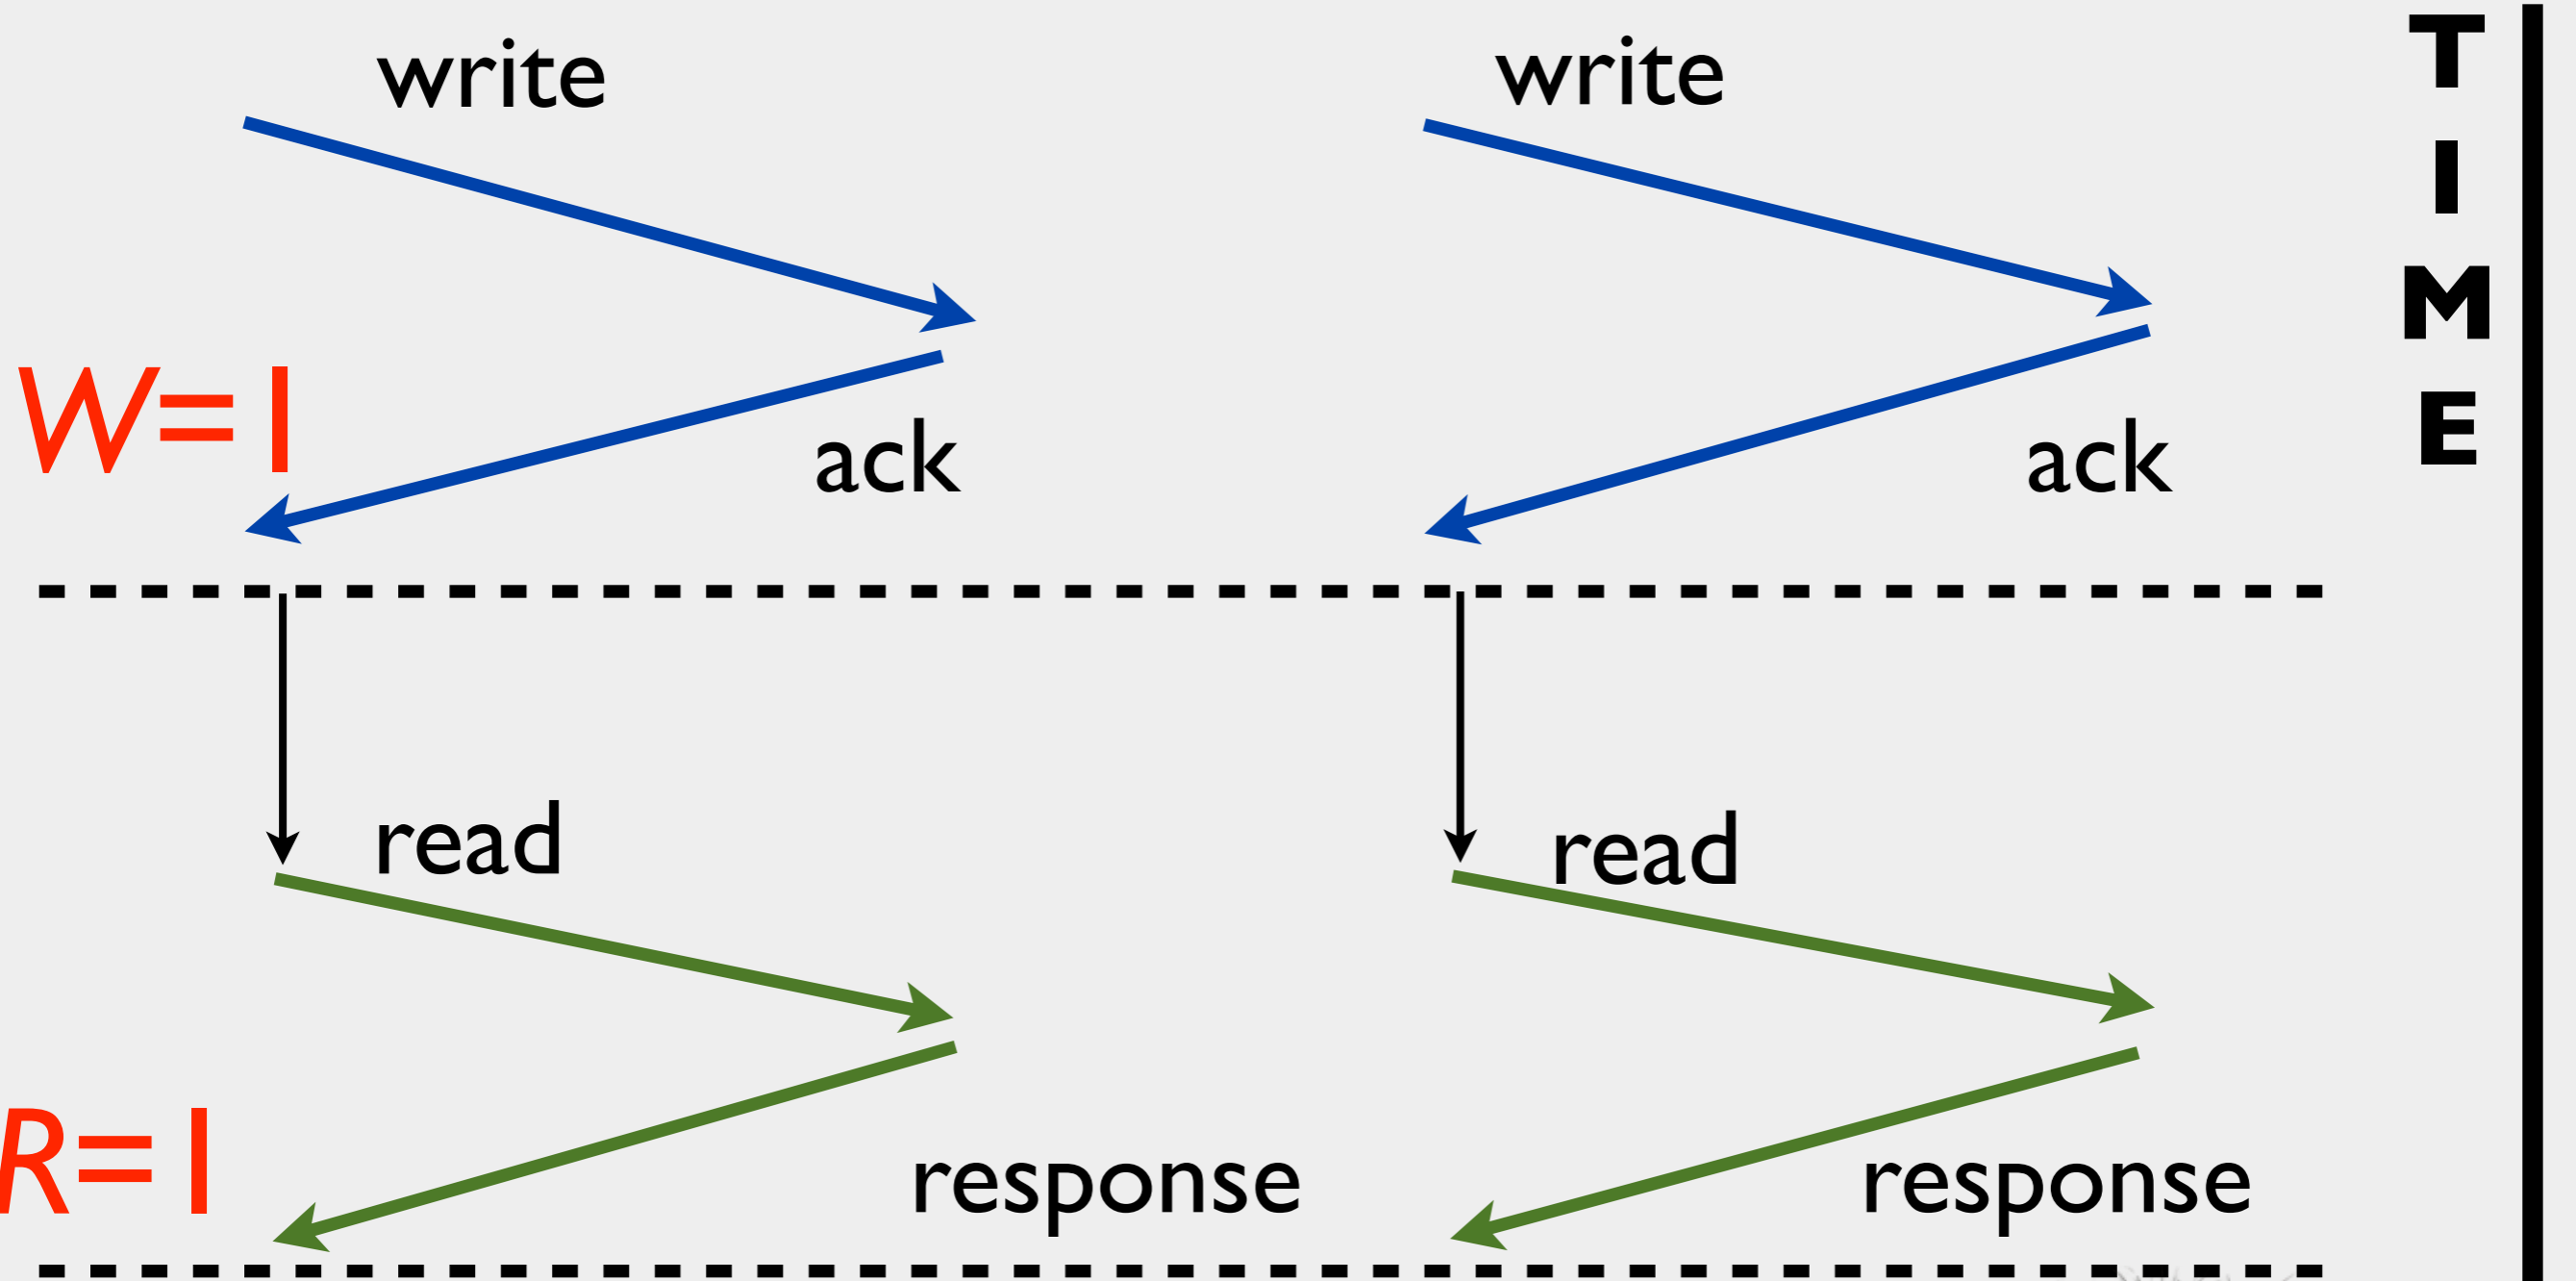 write
write
T
I
M
E
W=1
ack
ack
read
read
R=1
response
response